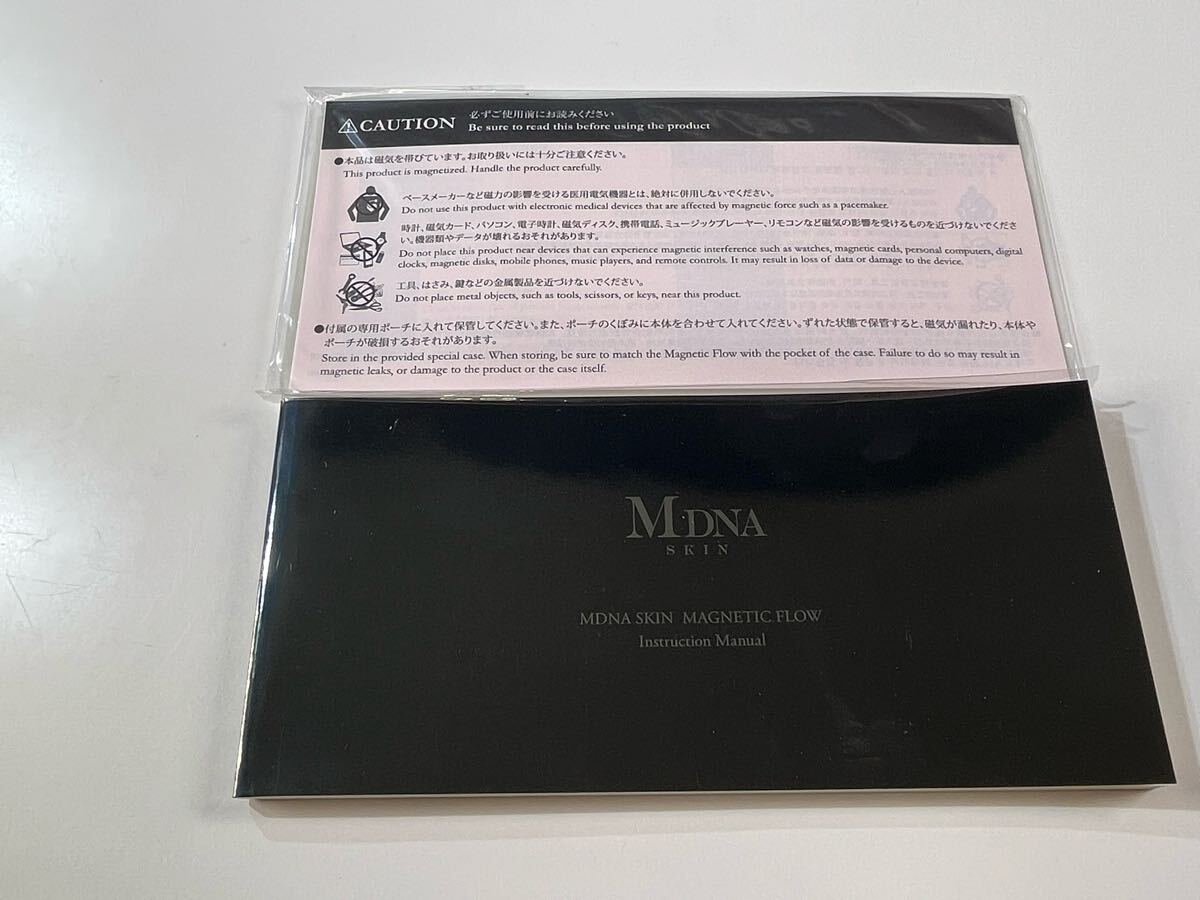 ⚠CAUTION 必ずご使用前にお読みください
Be sure to read this before using the product
●本品は磁気を帯びています。お取り扱いには十分ご注意ください。
This product is magnetized. Handle the product carefully.
ペースメーカーなど磁力の影響を受ける医用電気機器とは、絶対に併用しないでください。
Do not use this product with electronic medical devices that are affected by magnetic force such as a pacemaker.
時計、磁気カード、パソコン、電子時計、磁気ディスク、携帯電話、ミュージックプレーヤー、リモコンなど磁気の影響を受けるものを近づけないでくださ
い。機器類やデータが壊れるおそれがあります。
Do not place this product near devices that can experience magnetic interference such as watches, magnetic cards, personal computers, digital
clocks, magnetic disks, mobile phones, music players, and remote controls. It may result in loss of data or damage to the device.
工具、はさみ、鍵などの金属製品を近づけないでください。
Do not place metal objects, such as tools, scissors, or keys, near this product.
●付属の専用ポーチに入れて保管してください。また、ポーチのくぼみに本体を合わせて入れてください。ずれた状態で保管すると、磁気が漏れたり、本体や
ポーチが破損するおそれがあります。
Store in the provided special case. When storing, be sure to match the Magnetic Flow with the pocket of the case. Failure to do so may result in
magnetic leaks, or damage to the product or the case itself.
M·DNA
SKIN
MDNA SKIN MAGNETIC FLOW
Instruction Manual